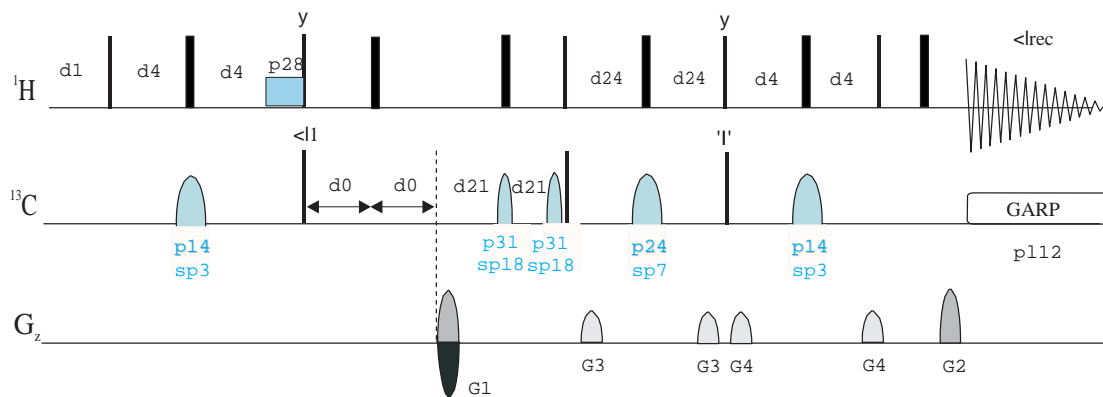 y
y
<lrec
d1
d4
d4
p28
d24
d24
d4
d4
1H
<l1
'l'
d0
d0
d21
d21
13C
GARP
p14
sp3
p31
sp18
p31
sp18
p24
sp7
p14
sp3
pl12
Gz
G1
G3
G3
G4
G4
G2